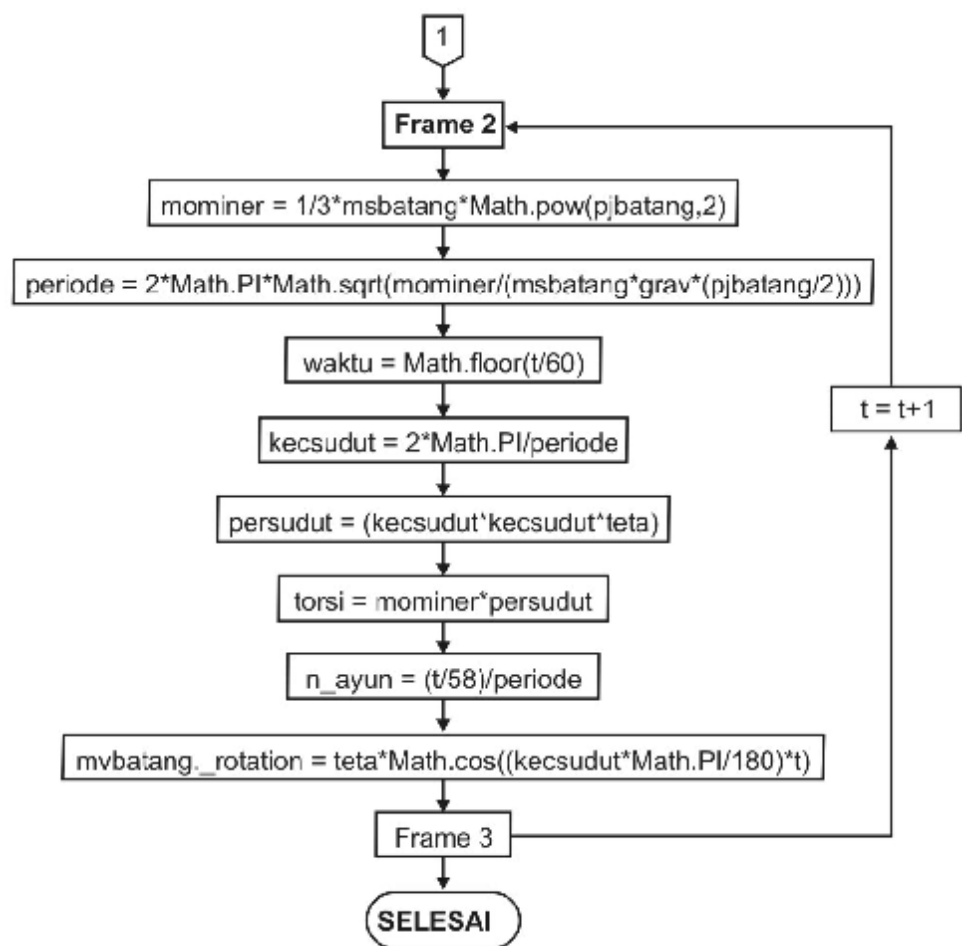 1
Frame 2
mominer = 1/3*msbatang*Math.pow(pjbatang,2)
periode = 2*Math.PI*Math.sqrt(mominer/(msbatang*grav*(pjbatang/2)))
waktu = Math.floor(t/60)
t = t+1
kecsudut = 2*Math.PI/periode
persudut = (kecsudut*kecsudut*teta)
torsi = mominer*persudut
n_ayun = (t/58)/periode
mvbatang._rotation = teta*Math.cos((kecsudut*Math.PI/180)*t)
Frame 3
SELESAI